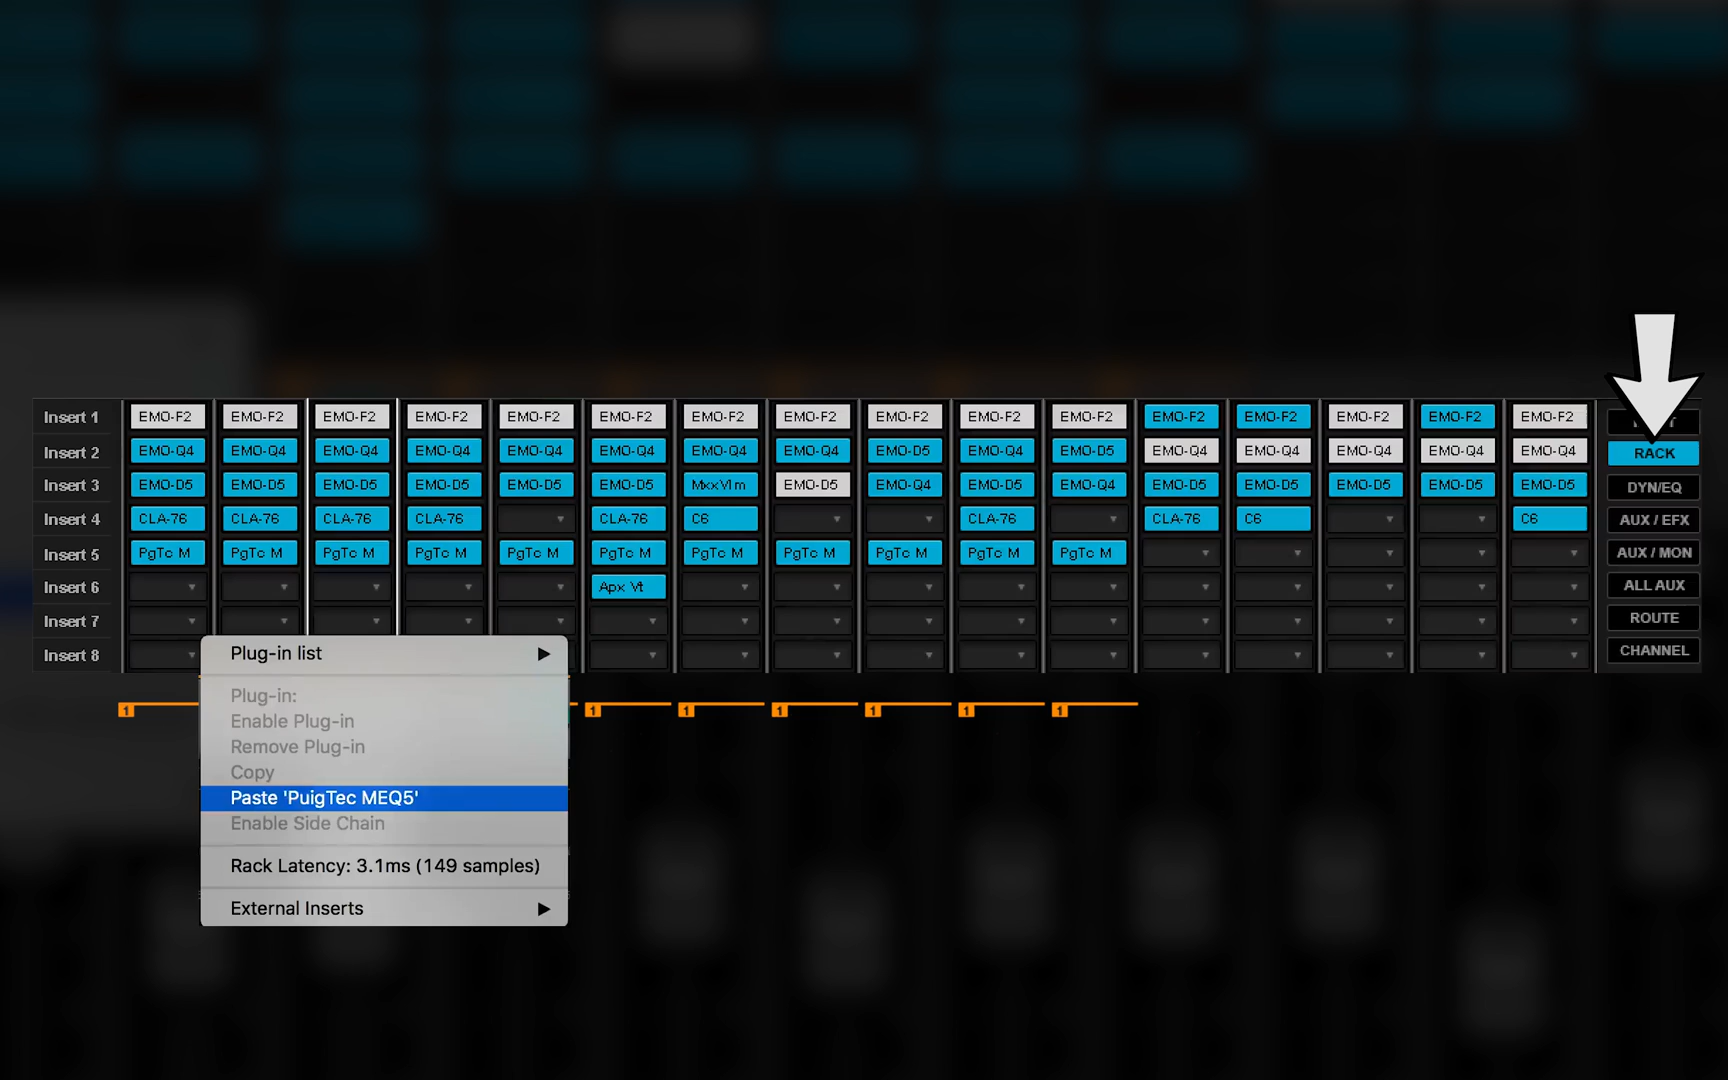 Insert 1 EMO-F2 EMO-F2 EMO-F2 EMO-F2 EMO-F2 EMO-F2 EMO-F2 EMO-F2 EMO-F2 EMO-F2 EMO-F2 EMO-F2 EMO-F2 EMO-F2 EMO-F2 EMO-F2
Insert 2 EMO-Q4 EMO-Q4 EMO-Q4 EMO-Q4 EMO-Q4 EMO-Q4 EMO-Q4 EMO-Q4 EMO-D5 EMO-Q4 EMO-D5 EMO-Q4 EMO-Q4 EMO-Q4 EMO-Q4 EMO-Q4 RACK
Insert 3 EMO-D5 EMO-D5 EMO-D5 EMO-D5 EMO-D5 EMO-D5 MxxVlm EMO-D5 EMO-Q4 EMO-D5 EMO-Q4 EMO-D5 EMO-D5 EMO-D5 EMO-D5 EMO-D5 DYN/EQ
Insert 4 CLA-76 CLA-76 CLA-76 CLA-76 CLA-76 C6 CLA-76 CLA-76 C6 C6 AUX / EFX
Insert 5 PgTc M PgTc M PgTc M PgTc M PgTc M PgTc M PgTc M PgTc M PgTc M PgTc M PgTc M AUX / MON
Insert 6 Apx Vt ALL AUX
Insert 7 ROUTE
Insert 8 CHANNEL
Plug-in list
1 1 1 1 1 1 1
Plug-in:
Enable Plug-in
Remove Plug-in
Copy
Paste 'PuigTec MEQ5'
Enable Side Chain
Rack Latency: 3.1ms (149 samples)
External Inserts